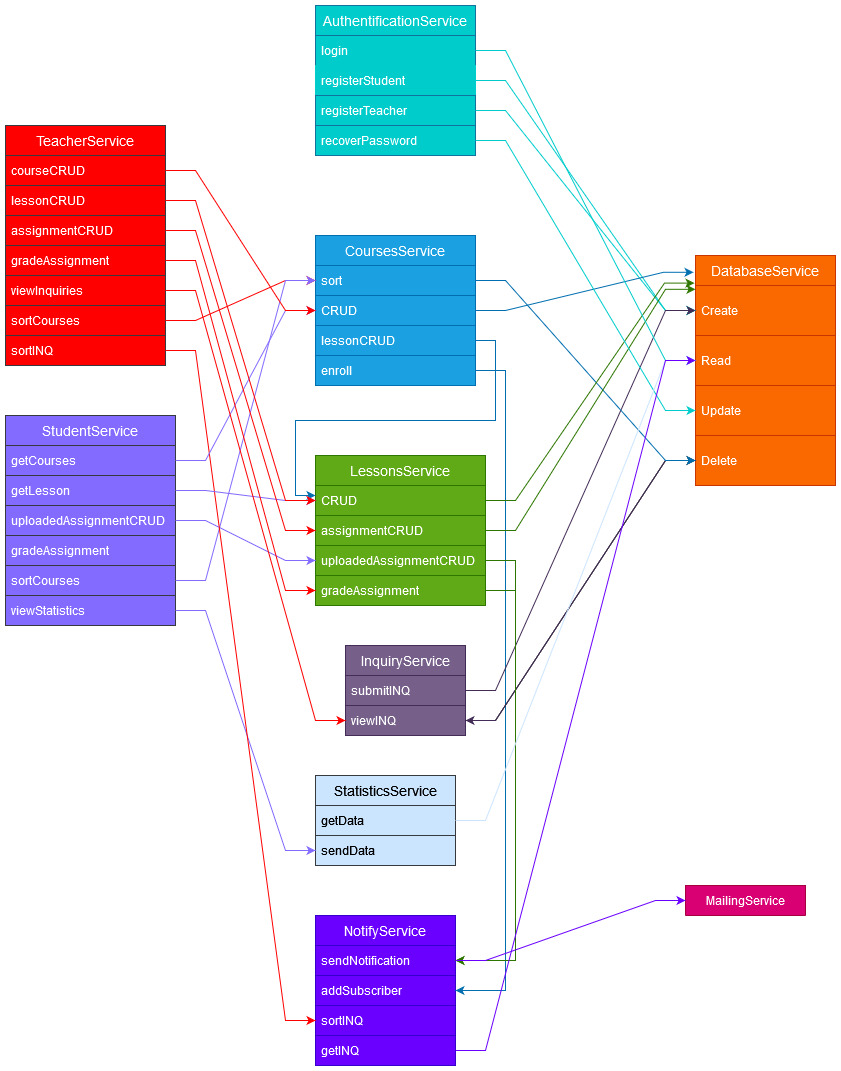 AuthentificationService
login
registerStudent
registerTeacher
recoverPassword
TeacherService
courseCRUD
lessonCRUD
assignmentCRUD
gradeAssignment
viewInquiries
sortCourses
sortINQ
CoursesService
sort
CRUD
lessonCRUD
enroll
DatabaseService
Create
Read
Update
Delete
StudentService
getCourses
getLesson
uploadedAssignmentCRUD
gradeAssignment
sortCourses
viewStatistics
LessonsService
CRUD
assignmentCRUD
uploadedAssignmentCRUD
gradeAssignment
InquiryService
submitINQ
viewINQ
StatisticsService
getData
sendData
MailingService
NotifyService
sendNotification
addSubscriber
sortINQ
getINQ